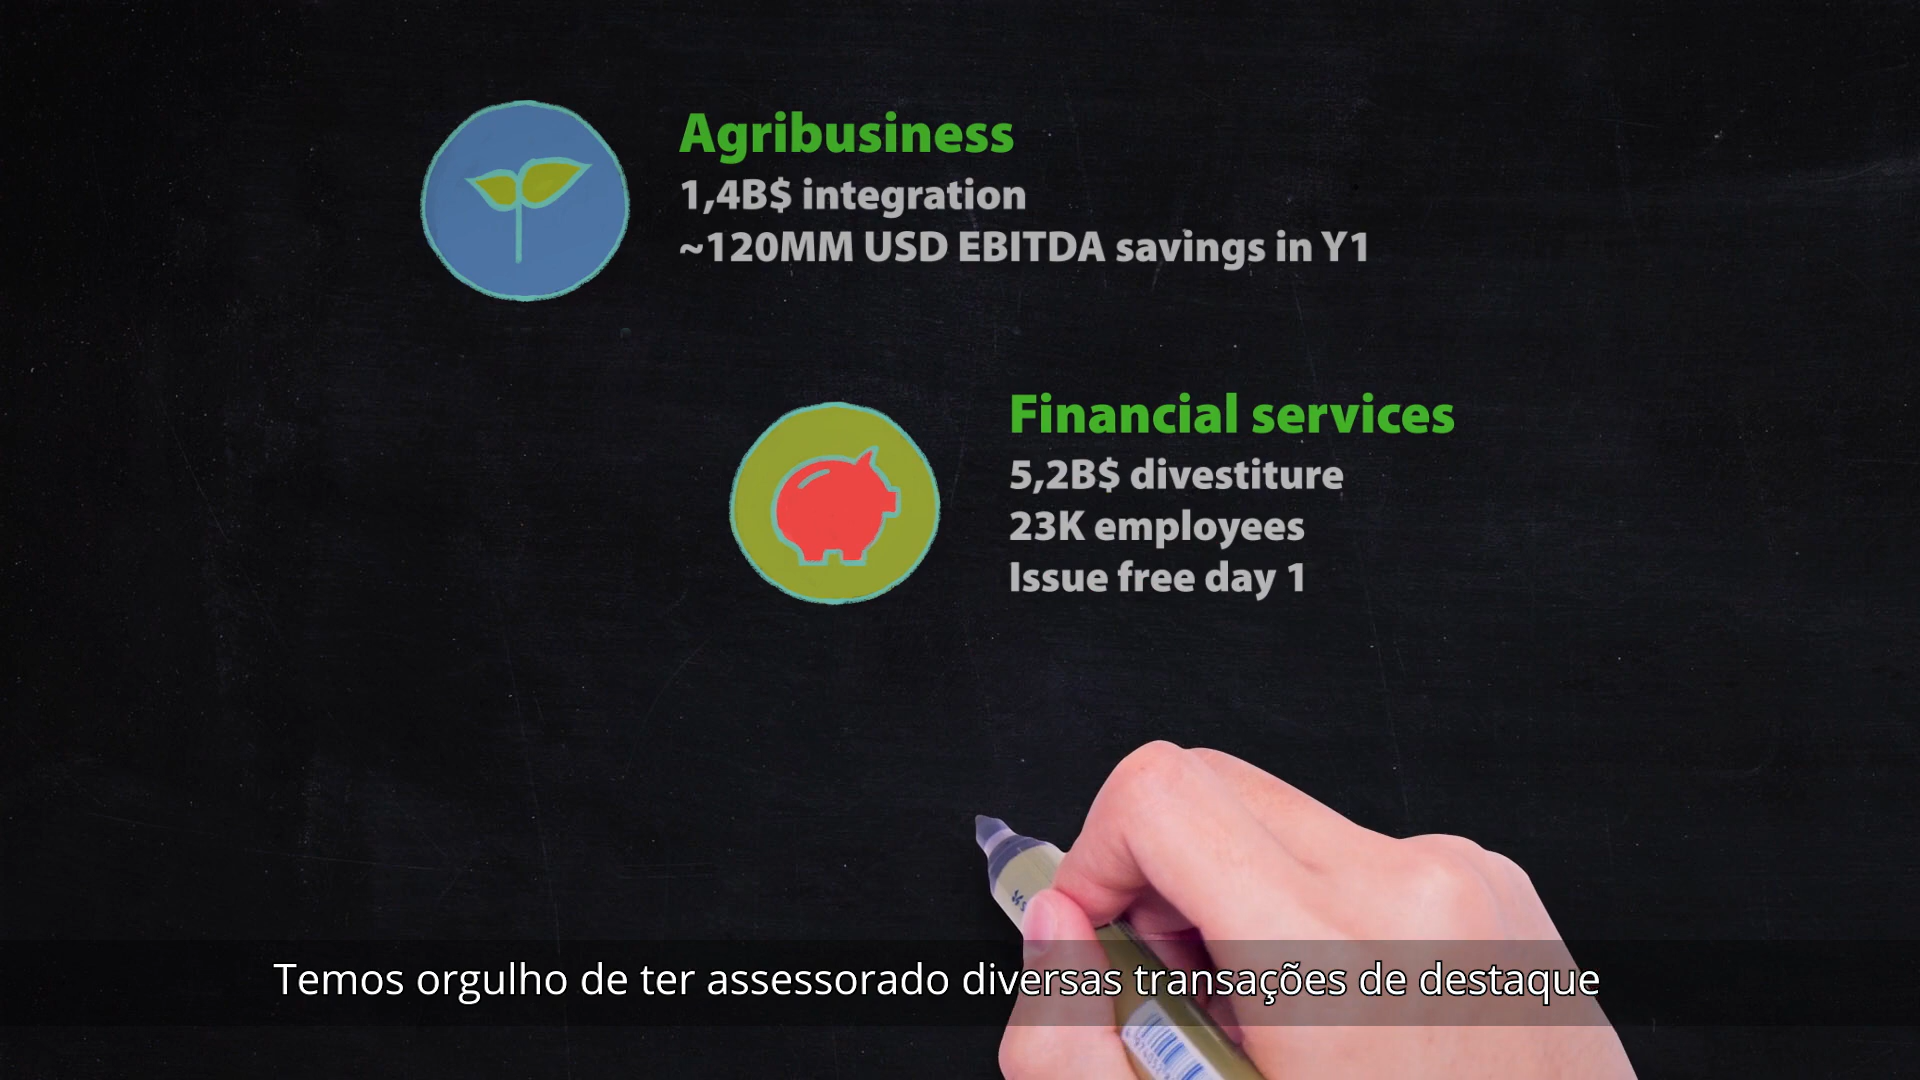 Agribusiness
1,4B$ integration
~120MM USD EBITDA savings in Y1
Financial services
5,2B$ divestiture
23K employees
Issue free day 1
Temos orgulho de ter assessorado diversas transações de destaque